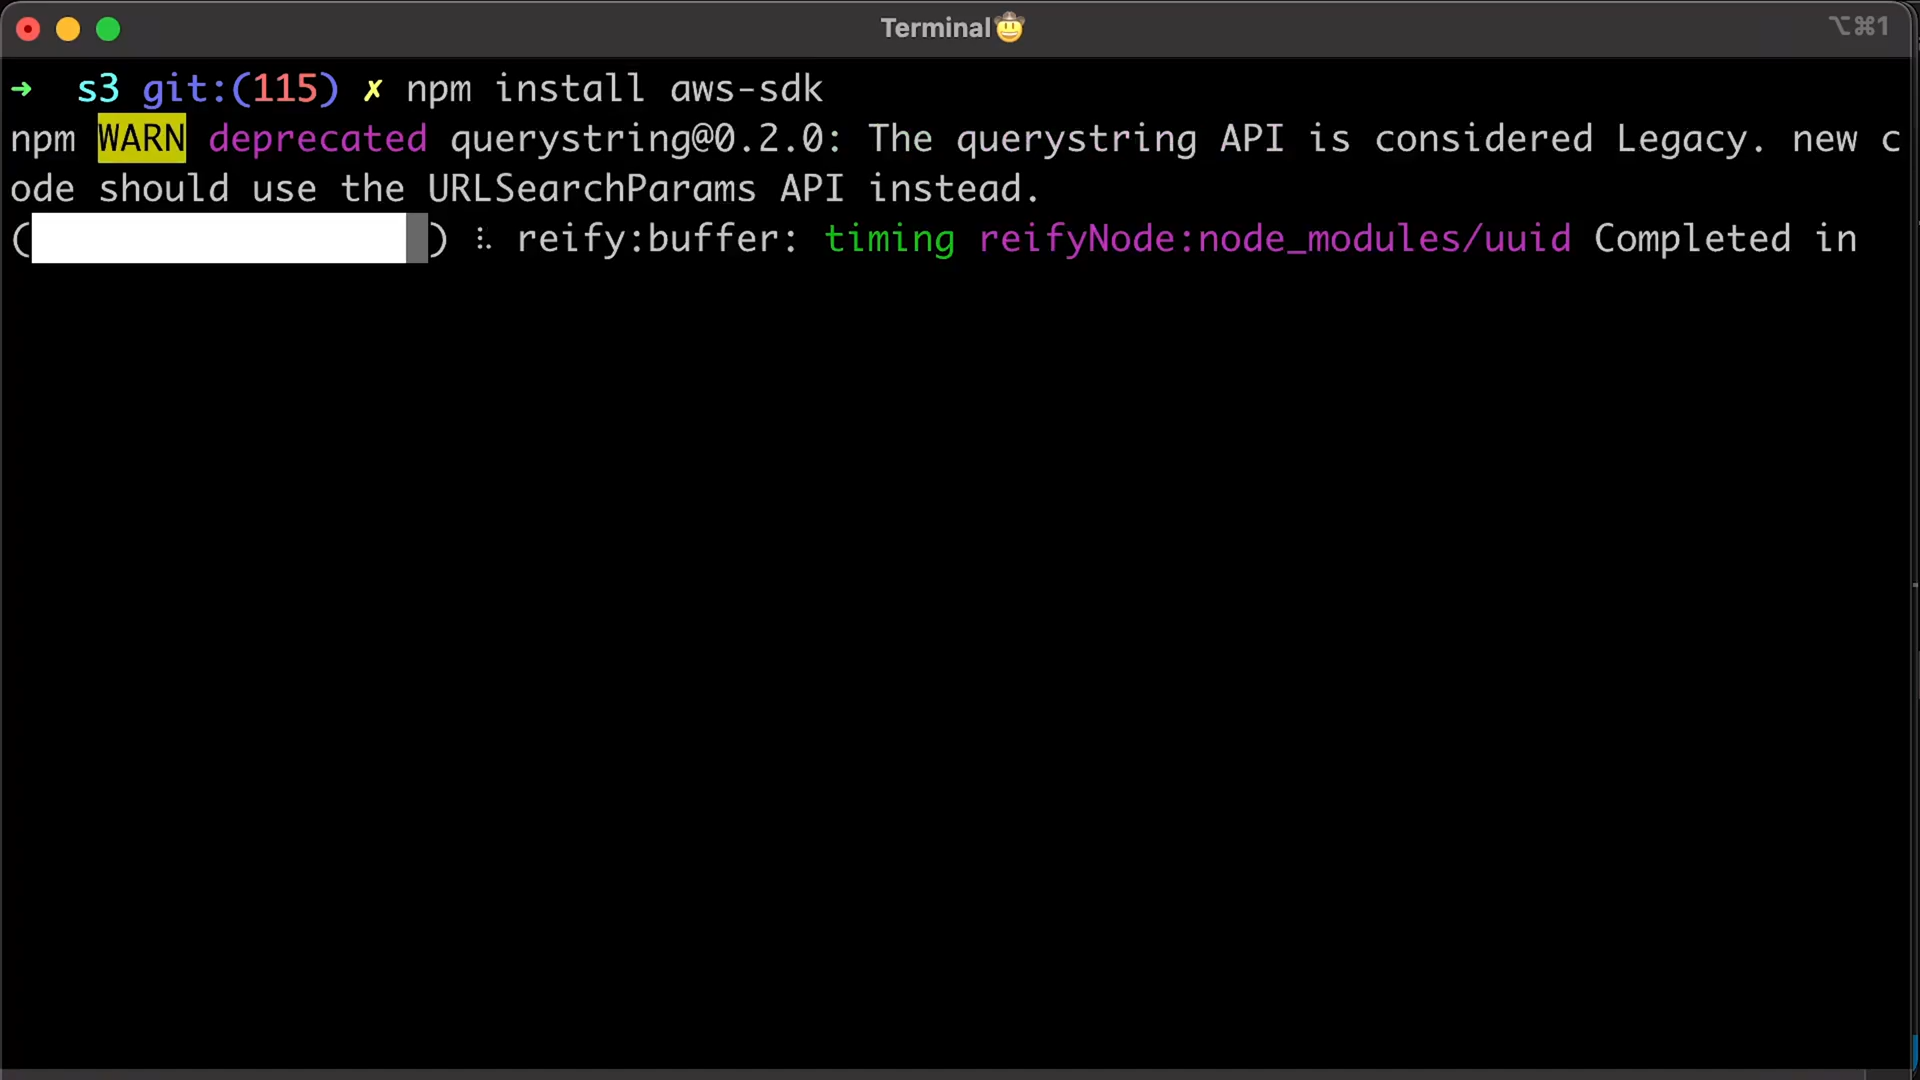 Terminal🤠
⌥⌘1
➜ s3 git:(115) ✗ npm install aws-sdk
npm WARN deprecated querystring@0.2.0: The querystring API is considered Legacy. new c
ode should use the URLSearchParams API instead.
( ) ⠧ reify:buffer: timing reifyNode:node_modules/uuid Completed in